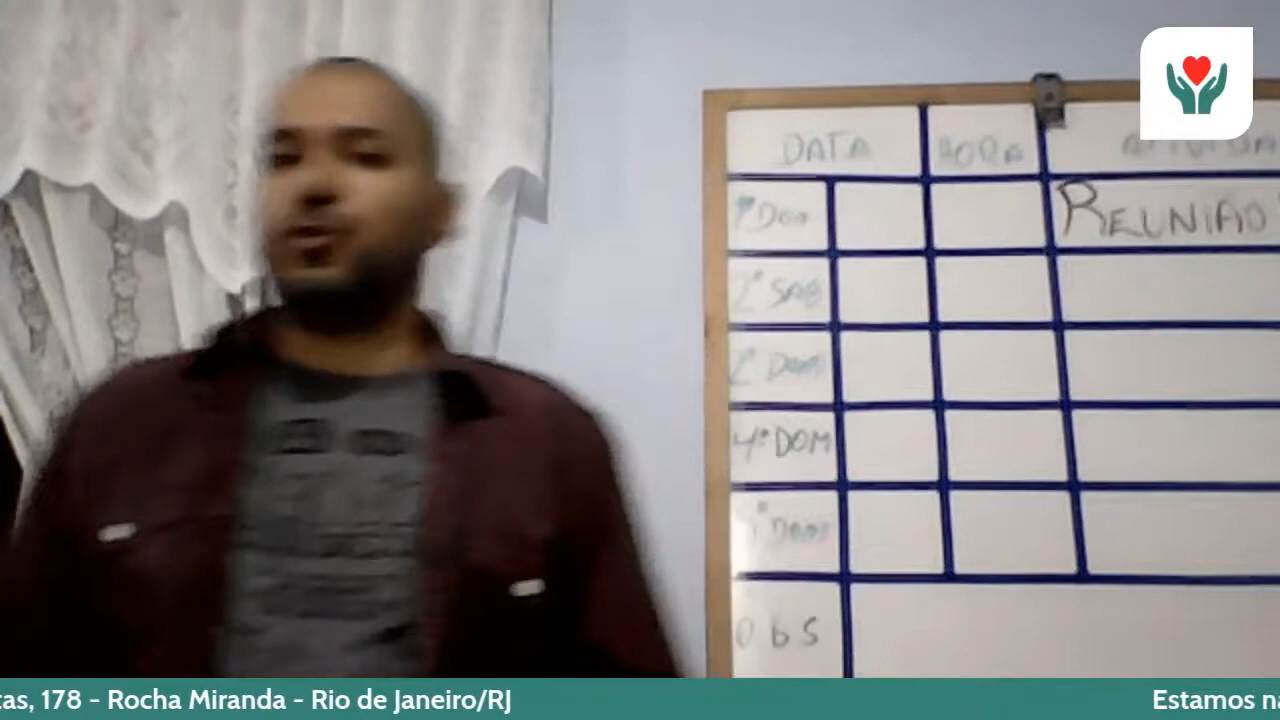 DATA HORA
1º Dom REUNIÃO
2º SAB
2º Dom
4º DOM
Dom
Obs
tas, 178 - Rocha Miranda - Rio de Janeiro/RJ Estamos na